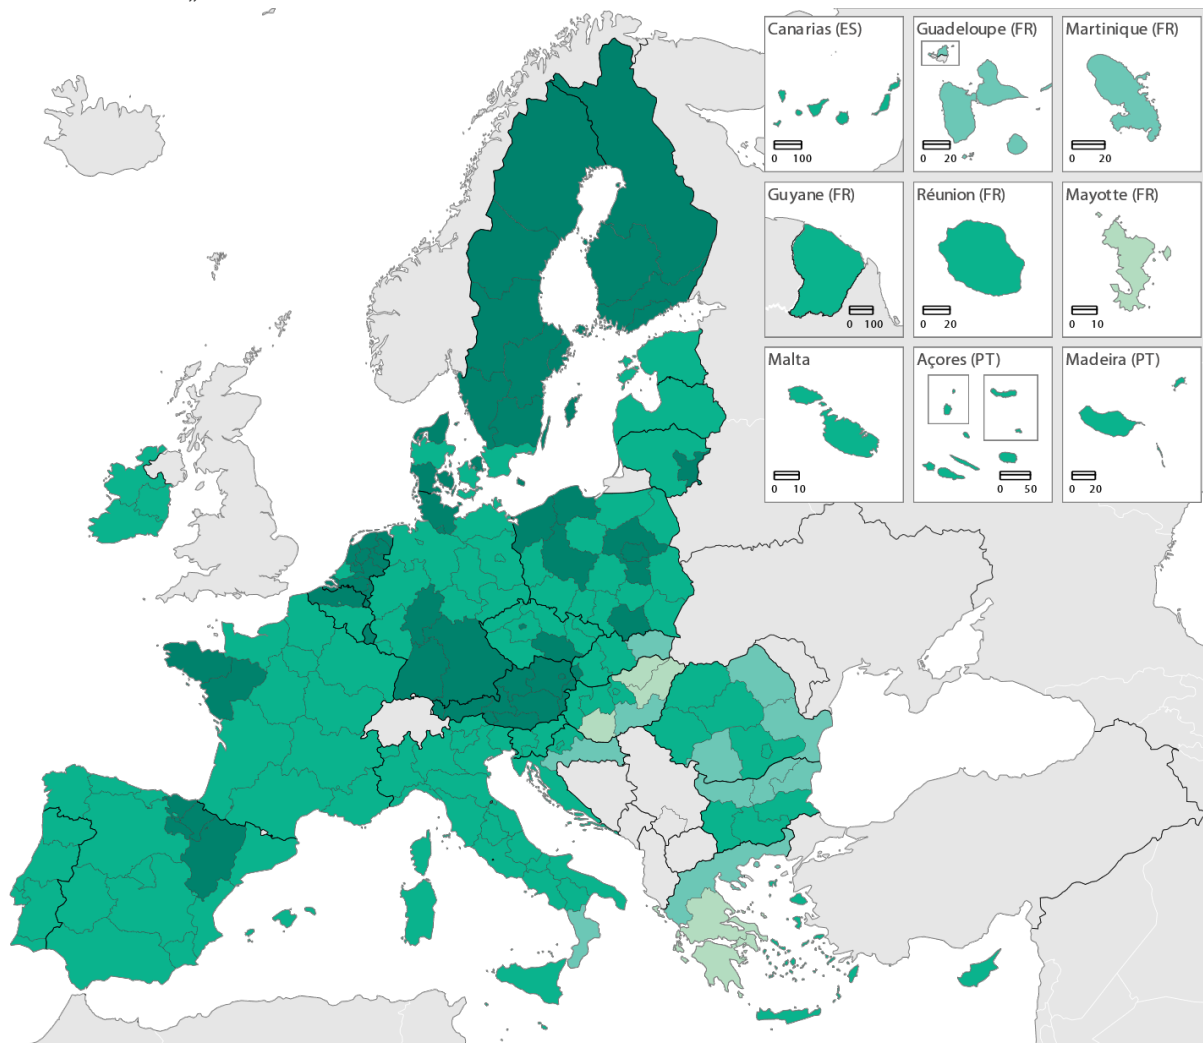 Canarias (ES)
0 100
Guadeloupe (FR)
0 20
Martinique (FR)
0 20
Guyane (FR)
0 100
Réunion (FR)
0 20
Mayotte (FR)
0 10
Malta
0 10
Açores (PT)
0 50
Madeira (PT)
0 20